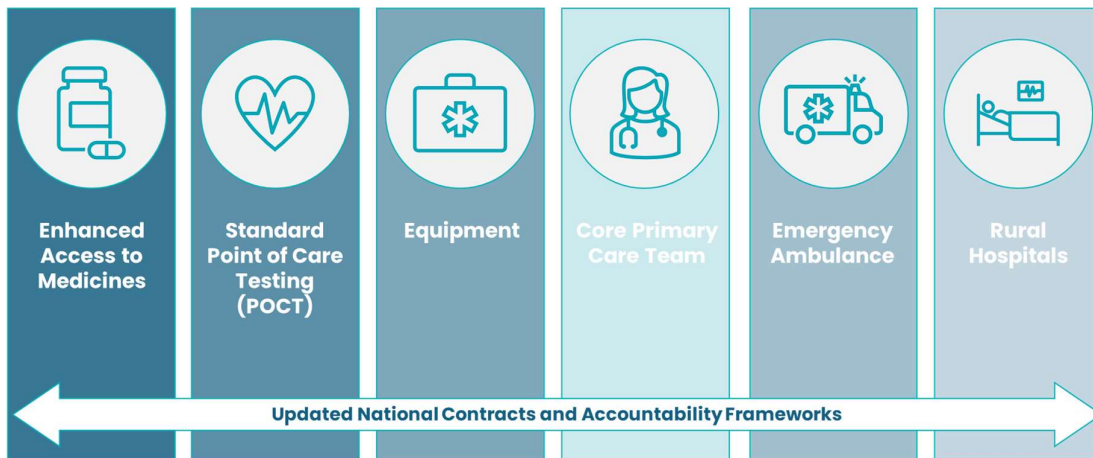 Enhanced
Access to
Medicines
Standard
Point of Care
Testing
(POCT)
Equipment
Core Primary
Care Team
Emergency
Ambulance
Rural
Hospitals
Updated National Contracts and Accountability Frameworks